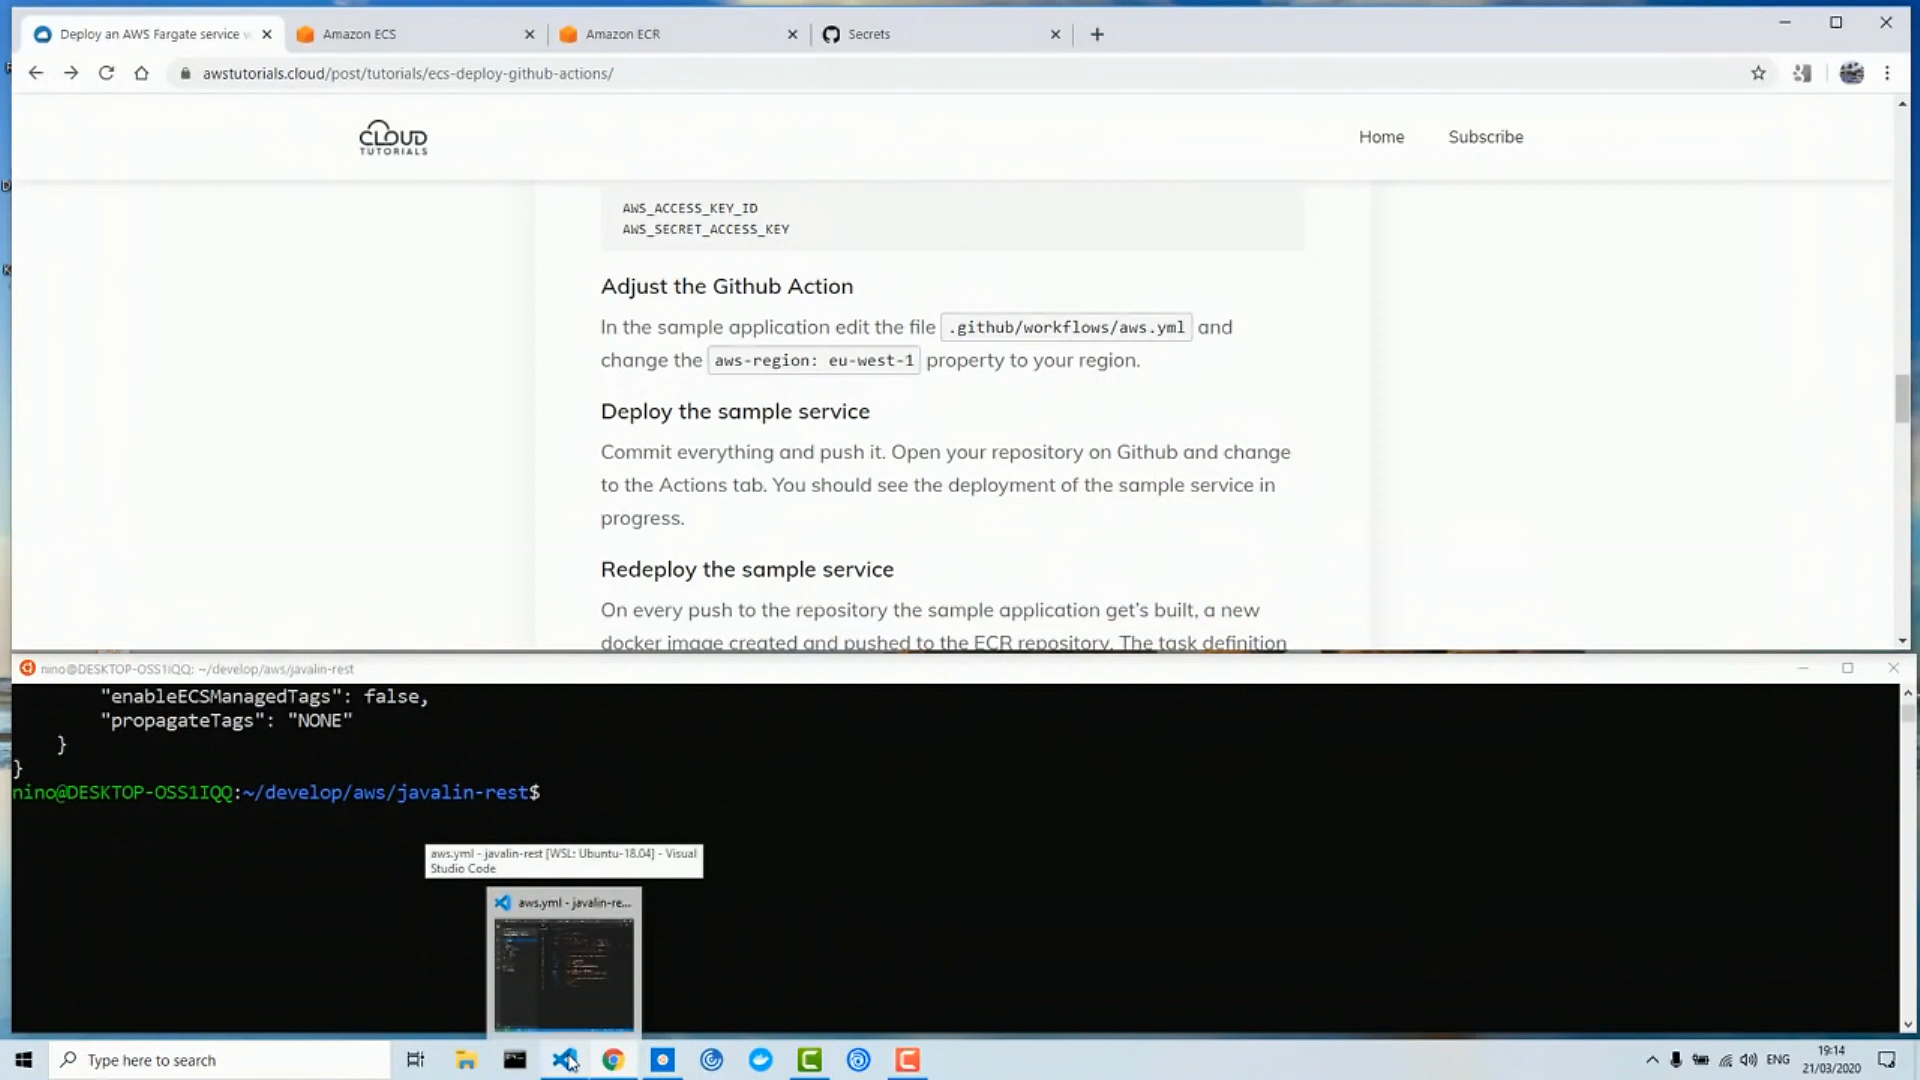 Deploy an AWS Fargate service w
Amazon ECS
Amazon ECR
Secrets
awstutorials.cloud/post/tutorials/ecs-deploy-github-actions/
CLOUD
TUTORIALS
Home
Subscribe
AWS_ACCESS_KEY_ID
AWS_SECRET_ACCESS_KEY
Adjust the Github Action
In the sample application edit the file .github/workflows/aws.yml and
change the aws-region: eu-west-1 property to your region.
Deploy the sample service
Commit everything and push it. Open your repository on Github and change
to the Actions tab. You should see the deployment of the sample service in
progress.
Redeploy the sample service
On every push to the repository the sample application get's built, a new
docker image created and pushed to the ECR repository. The task definition
nino@DESKTOP-OSS1IQQ: ~/develop/aws/javalin-rest
"enableECSManagedTags": false,
"propagateTags": "NONE"
}
}
nino@DESKTOP-OSS1IQQ:~/develop/aws/javalin-rest$
aws.yml - javalin-rest [WSL: Ubuntu-18.04] - Visual
Studio Code
aws.yml - javalin-re...
Type here to search
ENG
19:14
21/03/2020